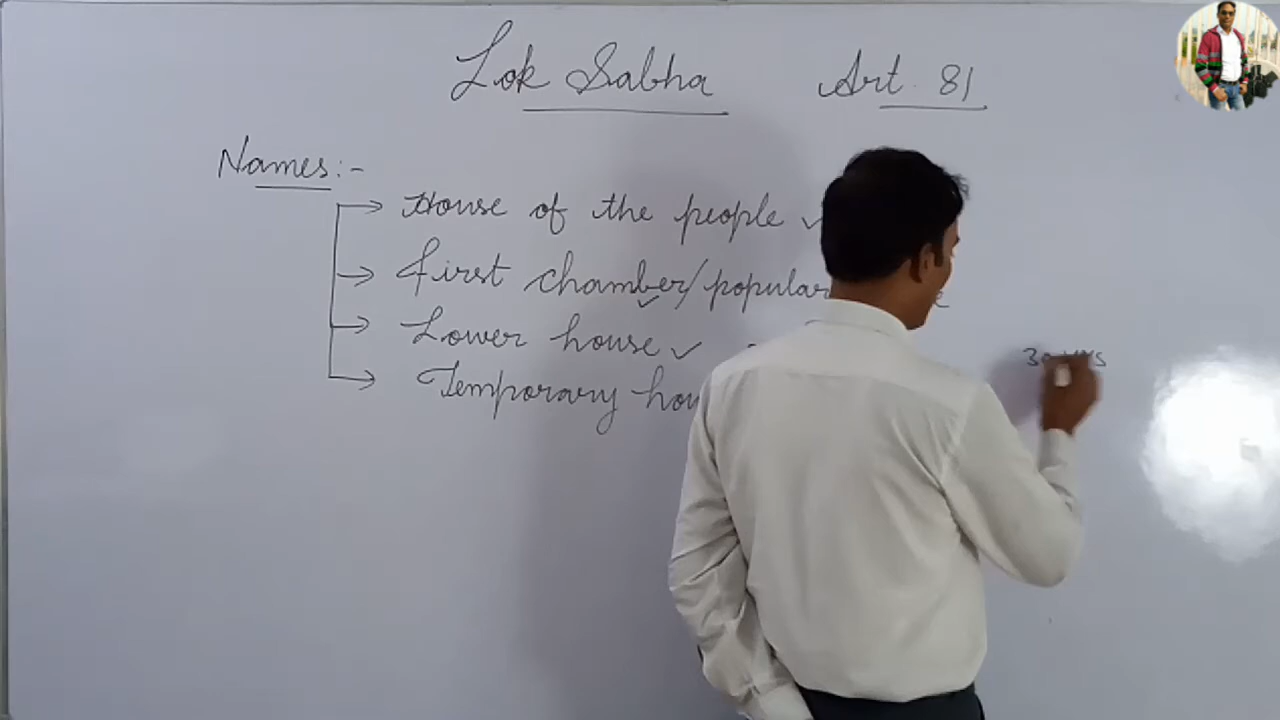 Lok Sabha Art. 81
Names:-
House of the people ✓
First chamber/popular
Lower house ✓
Temporary